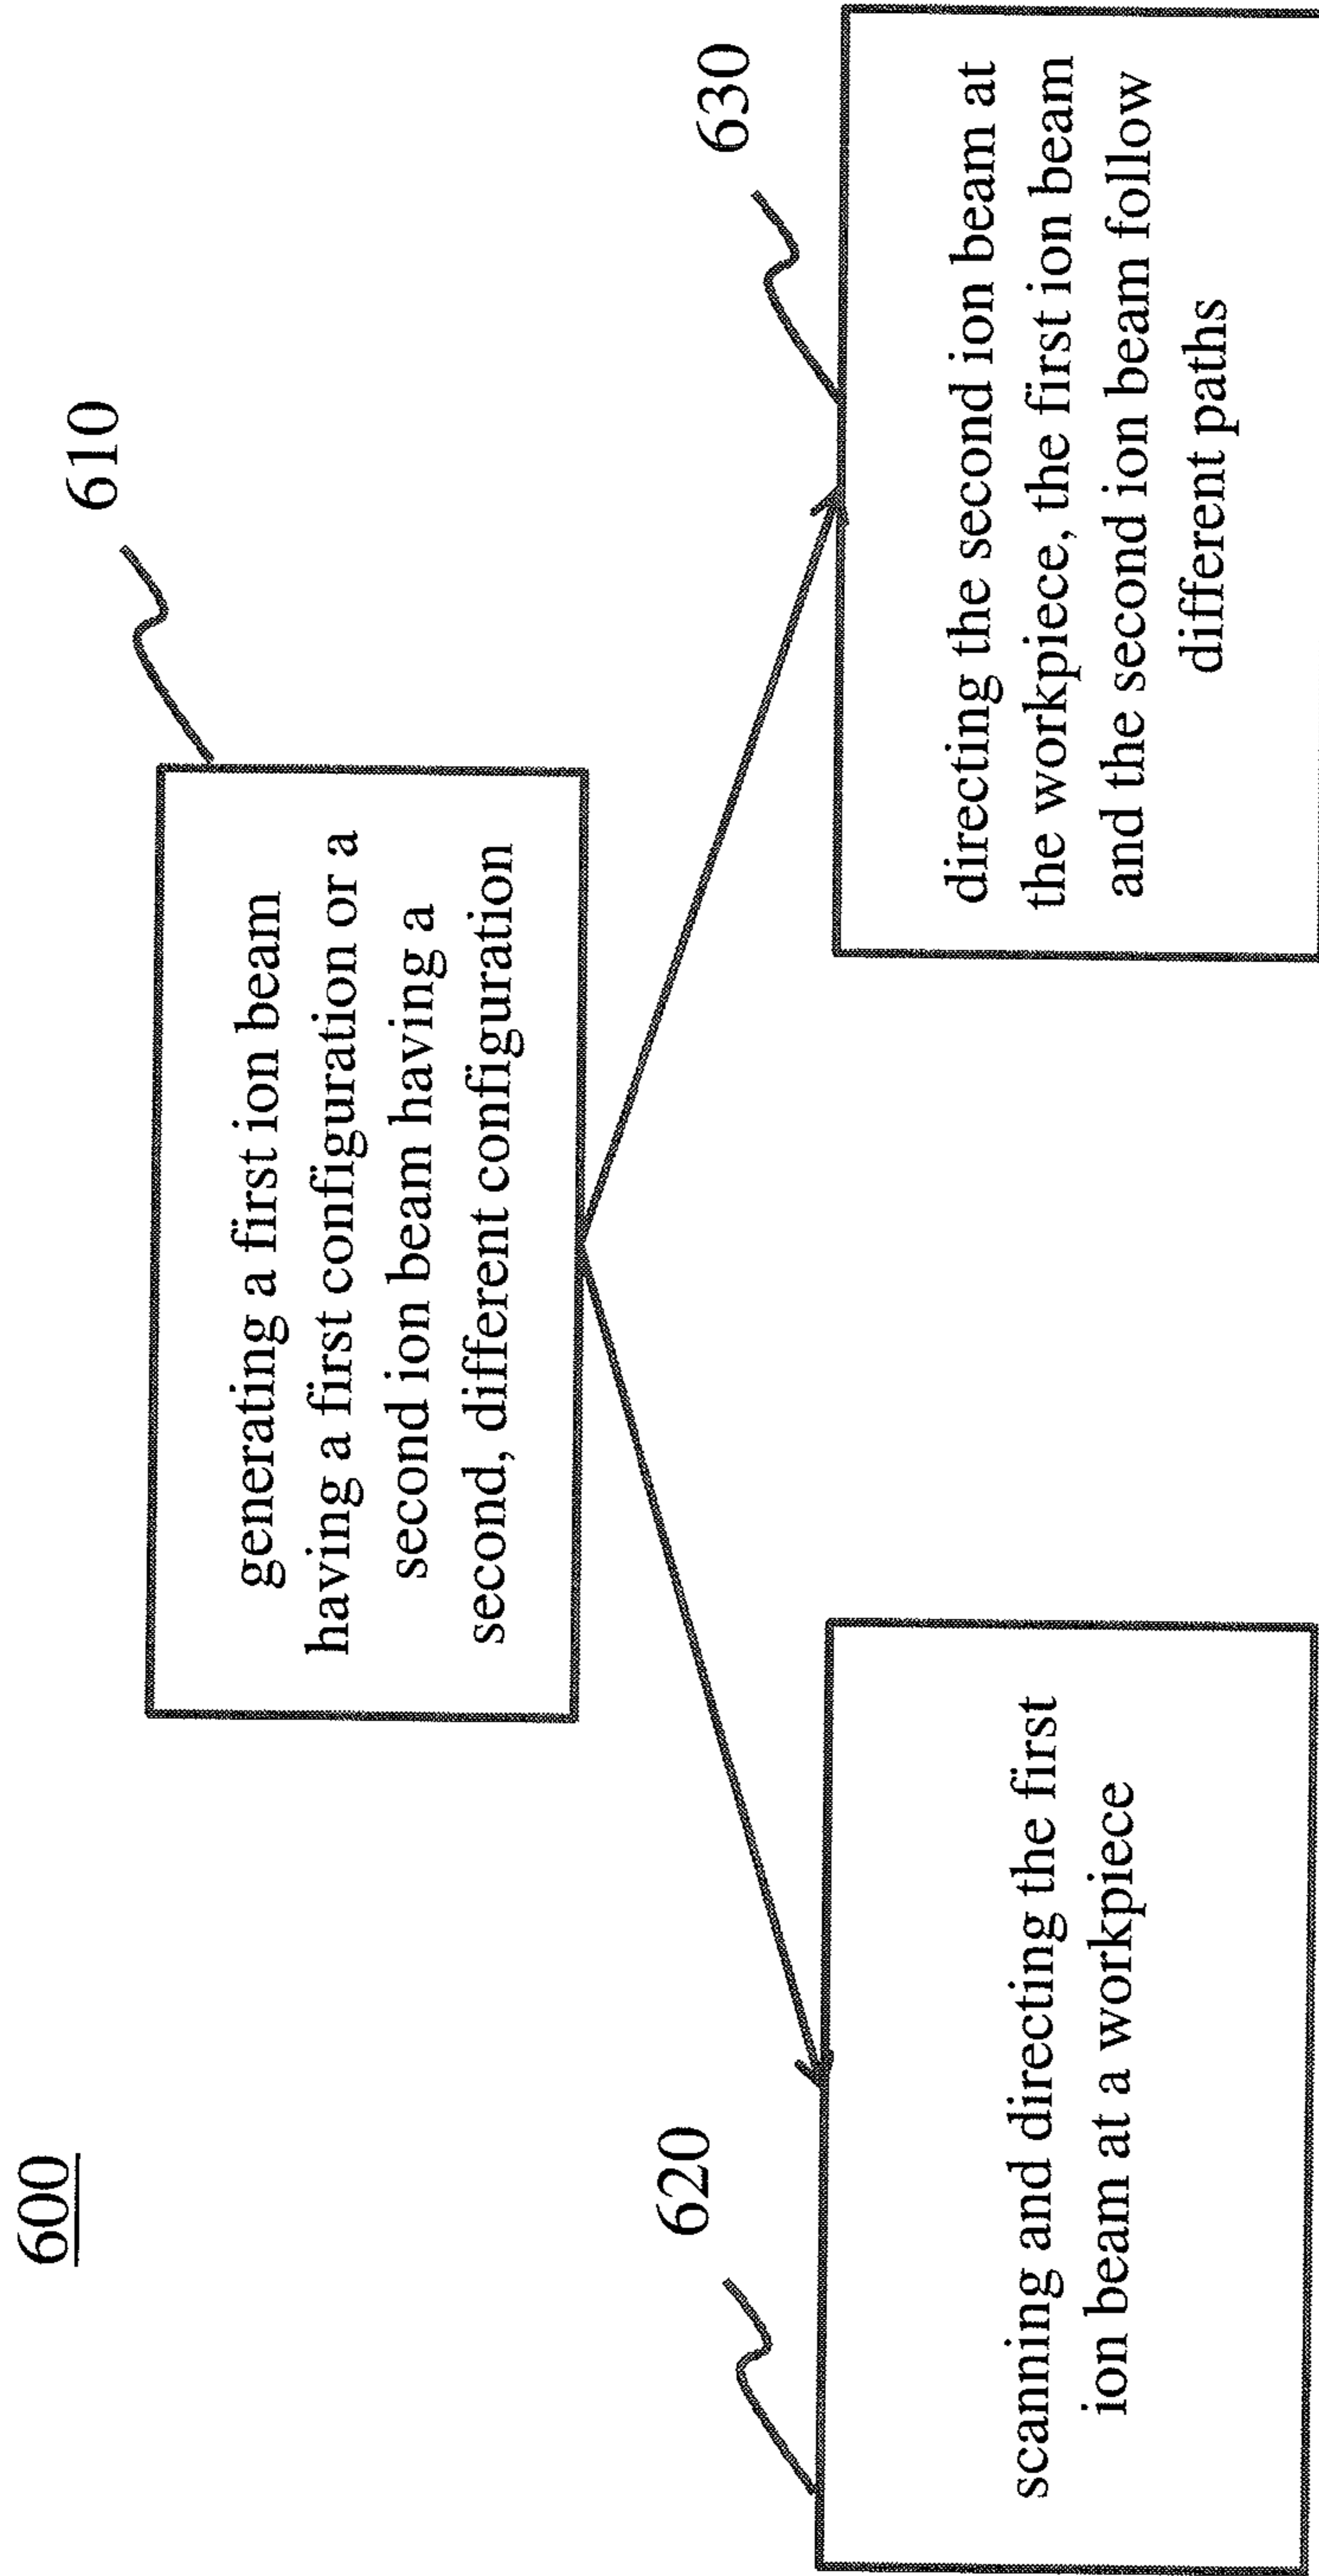 600
610
generating a first ion beam
having a first configuration or a
second ion beam having a
second, different configuration
620
scanning and directing the first
ion beam at a workpiece
630
directing the second ion beam at
the workpiece, the first ion beam
and the second ion beam follow
different paths